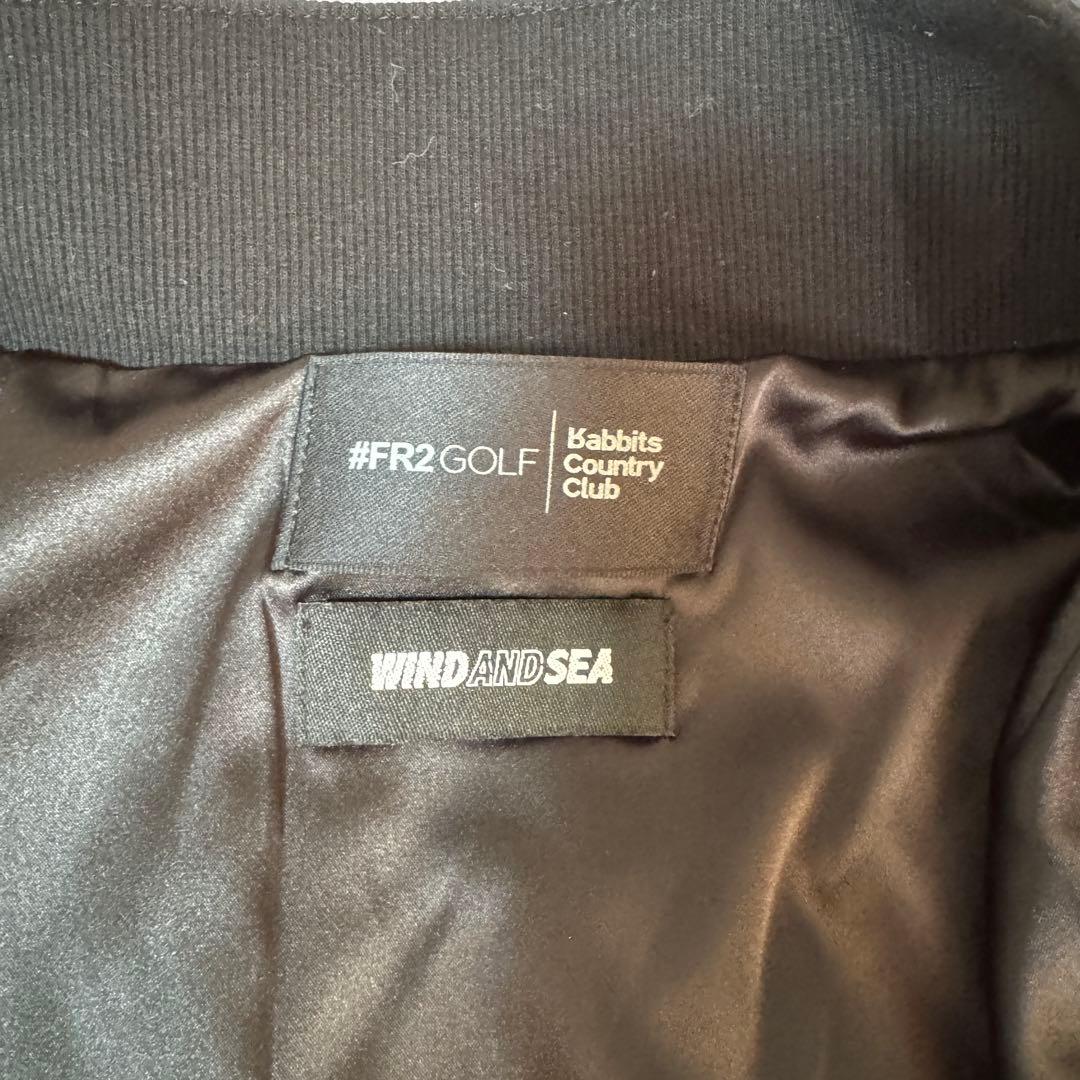 #FR2GOLF
Rabbits
Country
Club
WINDANDSEA